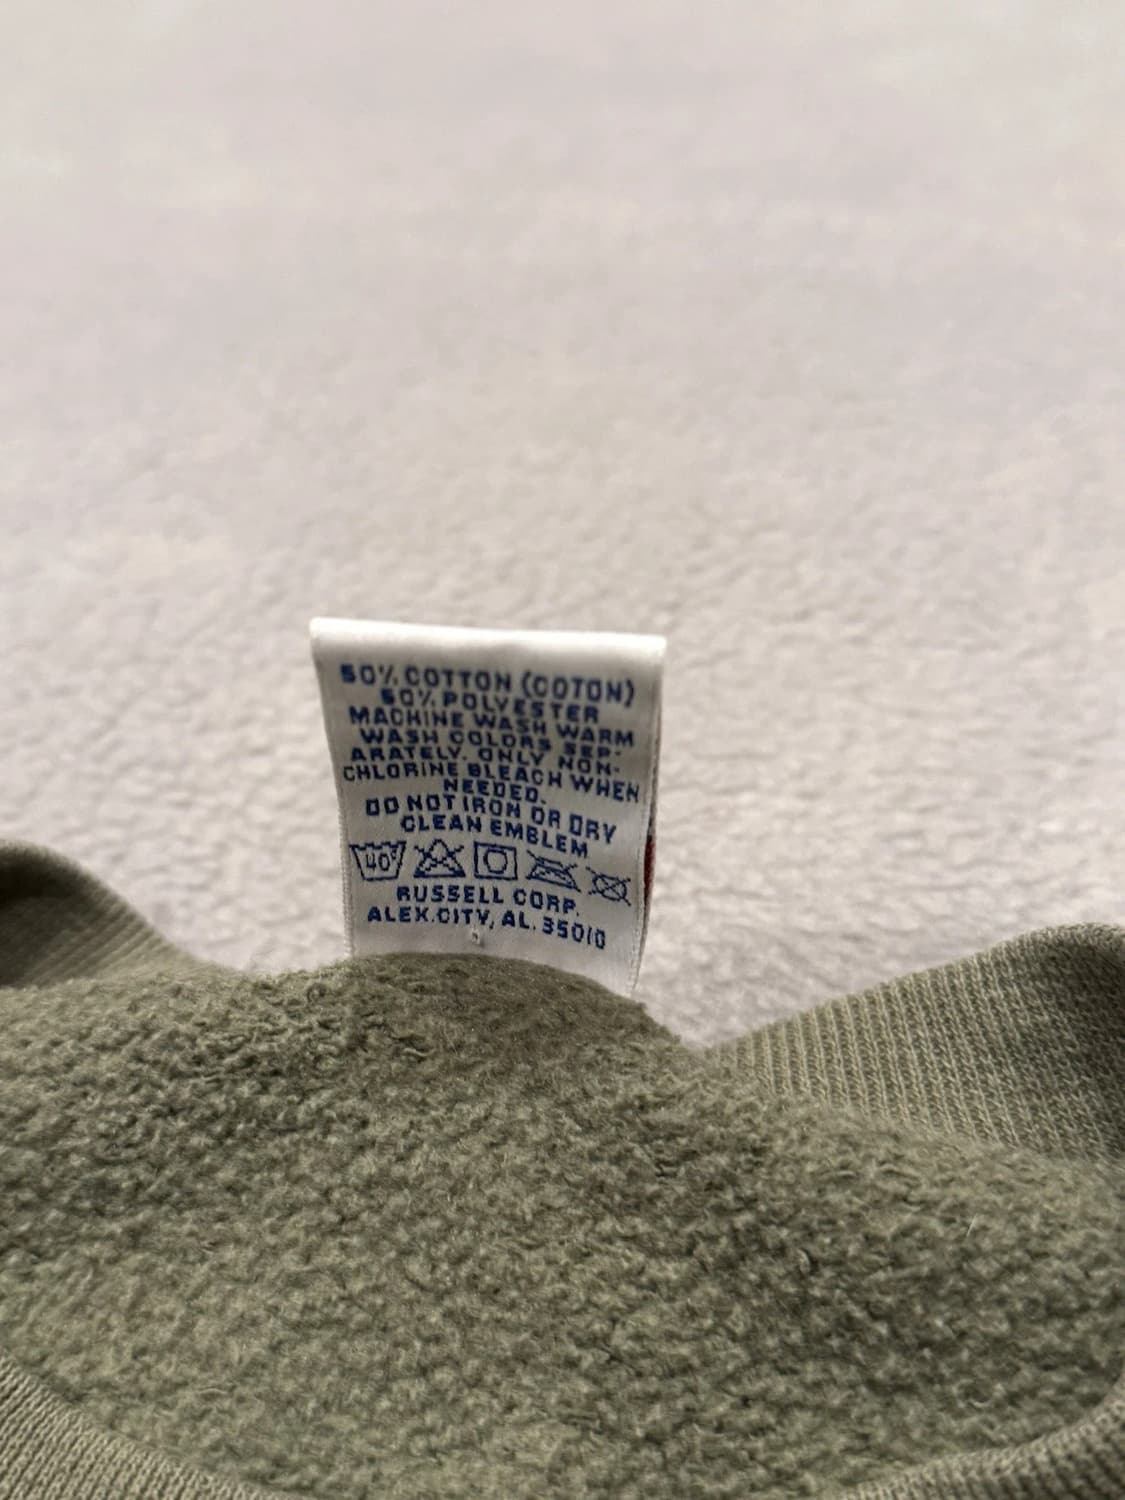 50% COTTON (COTON)
50% POLYESTER
MACHINE WASH WARM
WASH COLORS SEP-
ARATELY. ONLY NON-
CHLORINE BLEACH WHEN
NEEDED.
DO NOT IRON OR DRY
CLEAN EMBLEM
40°
RUSSELL CORP.
ALEX.CITY, AL. 35010